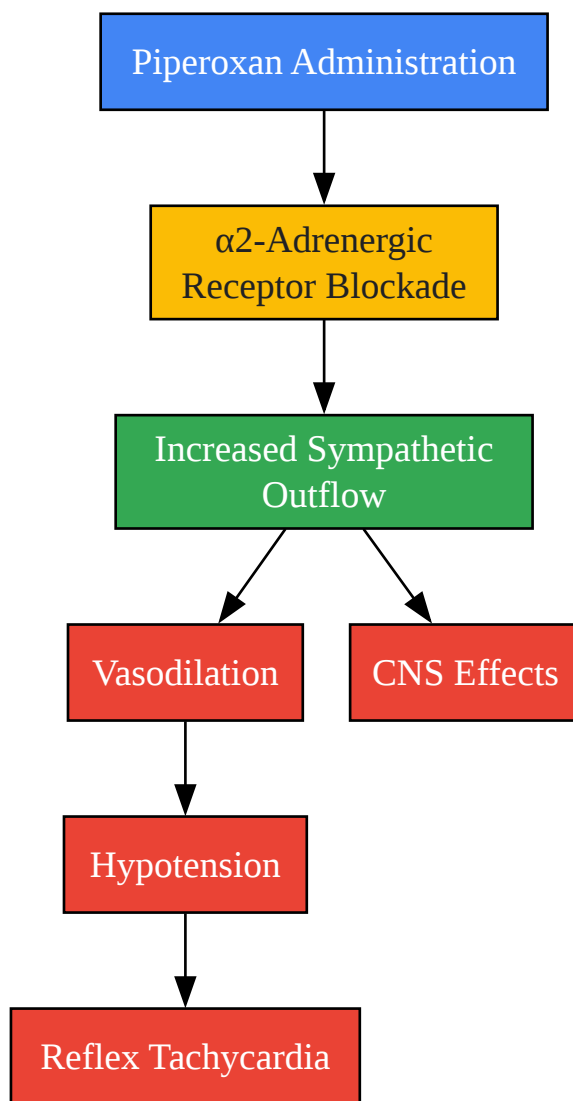 Piperoxan Administration
α2-Adrenergic
Receptor Blockade
Increased Sympathetic
Outflow
Vasodilation
CNS Effects
Hypotension
Reflex Tachycardia